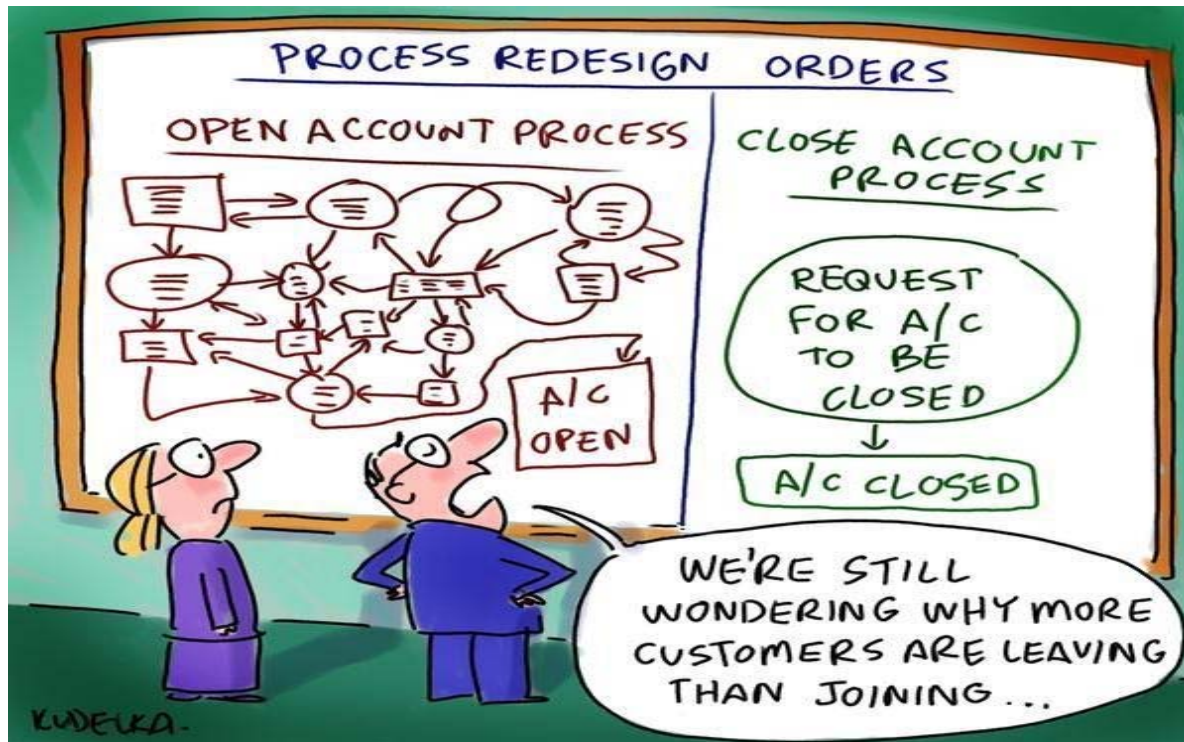 PROCESS REDESIGN ORDERS
OPEN ACCOUNT PROCESS
A/C
OPEN
CLOSE ACCOUNT
PROCESS
REQUEST
FOR A/C
TO BE
CLOSED
A/C CLOSED
WE'RE STILL
WONDERING WHY MORE
CUSTOMERS ARE LEAVING
THAN JOINING...
KUDELKA-